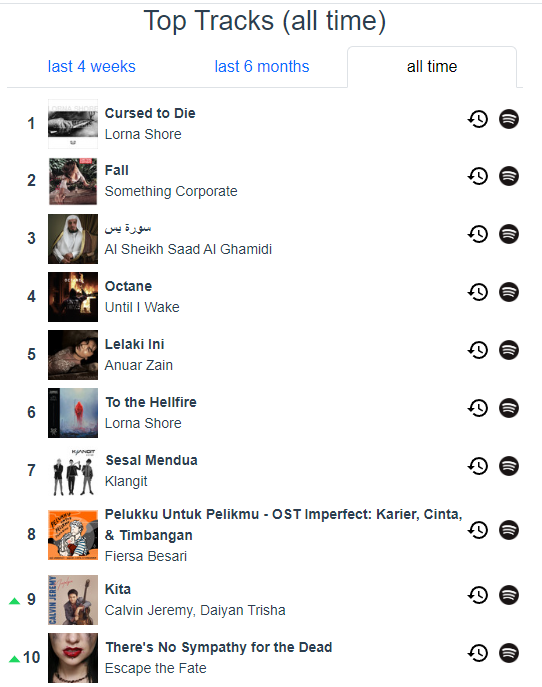 Top Tracks (all time)
last 4 weeks
last 6 months
all time
1
Cursed to Die
Lorna Shore
2
Fall
Something Corporate
3
سورة يس
Al Sheikh Saad Al Ghamidi
4
Octane
Until I Wake
5
Lelaki Ini
Anuar Zain
6
To the Hellfire
Lorna Shore
7
KLANGIT
Sesal Mendua
Klangit
8
Pelukku Untuk Pelikmu - OST Imperfect: Karier, Cinta,
& Timbangan
Fiersa Besari
9
CALVIN JEREMY
Kita
Calvin Jeremy, Daiyan Trisha
10
There's No Sympathy for the Dead
Escape the Fate